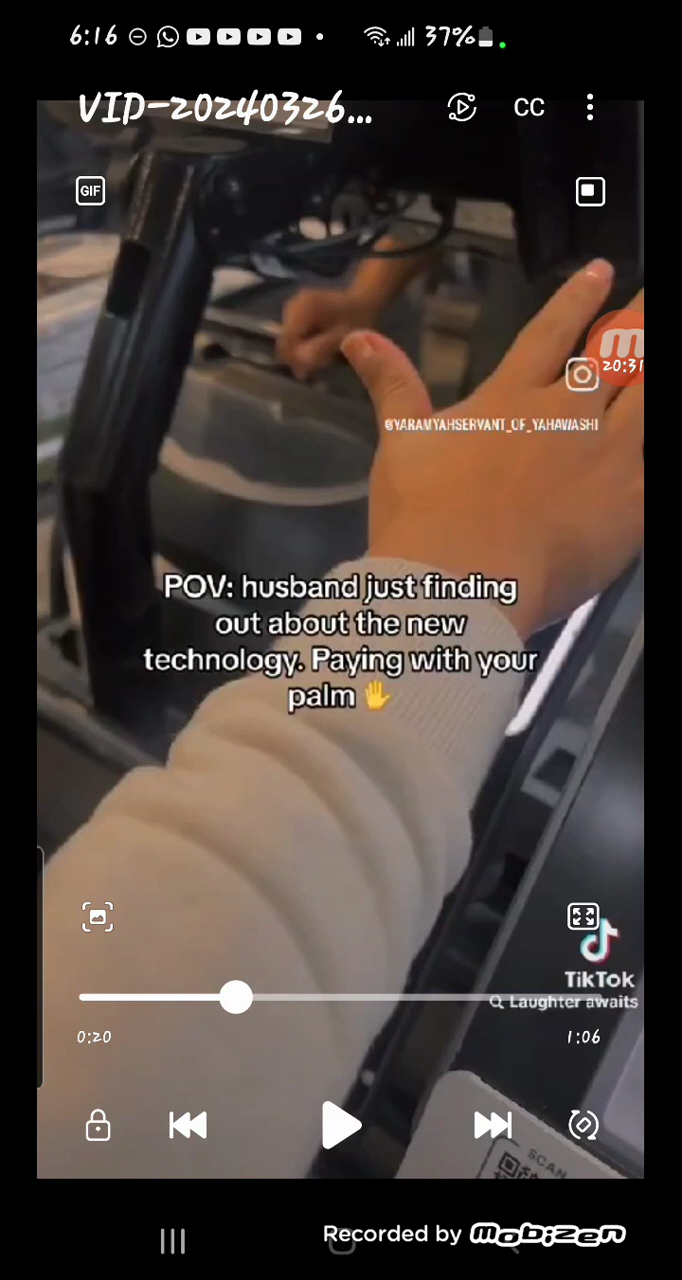 6:16
37%
VID-20240326...
CC
GIF
20:31
@YARAMYAHSERVANT_OF_YAHAWASHI
POV: husband just finding
out about the new
technology. Paying with your
palm ✋
TikTok
Laughter awaits
0:20
1:06
SCAN
Recorded by mobizen